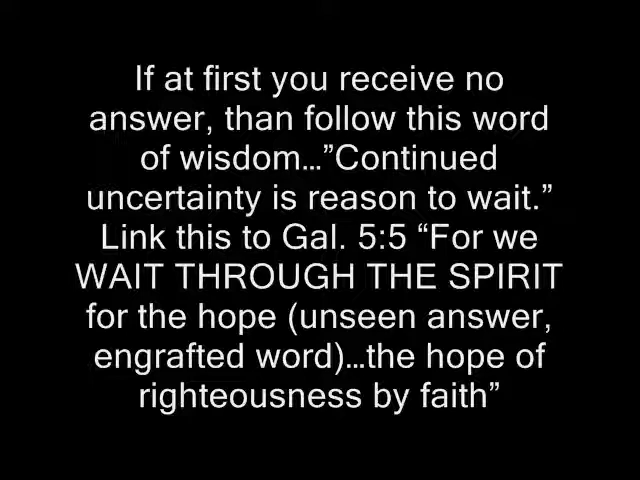 If at first you receive no
answer, than follow this word
of wisdom…”Continued
uncertainty is reason to wait.”
Link this to Gal. 5:5 “For we
WAIT THROUGH THE SPIRIT
for the hope (unseen answer,
engrafted word)…the hope of
righteousness by faith”